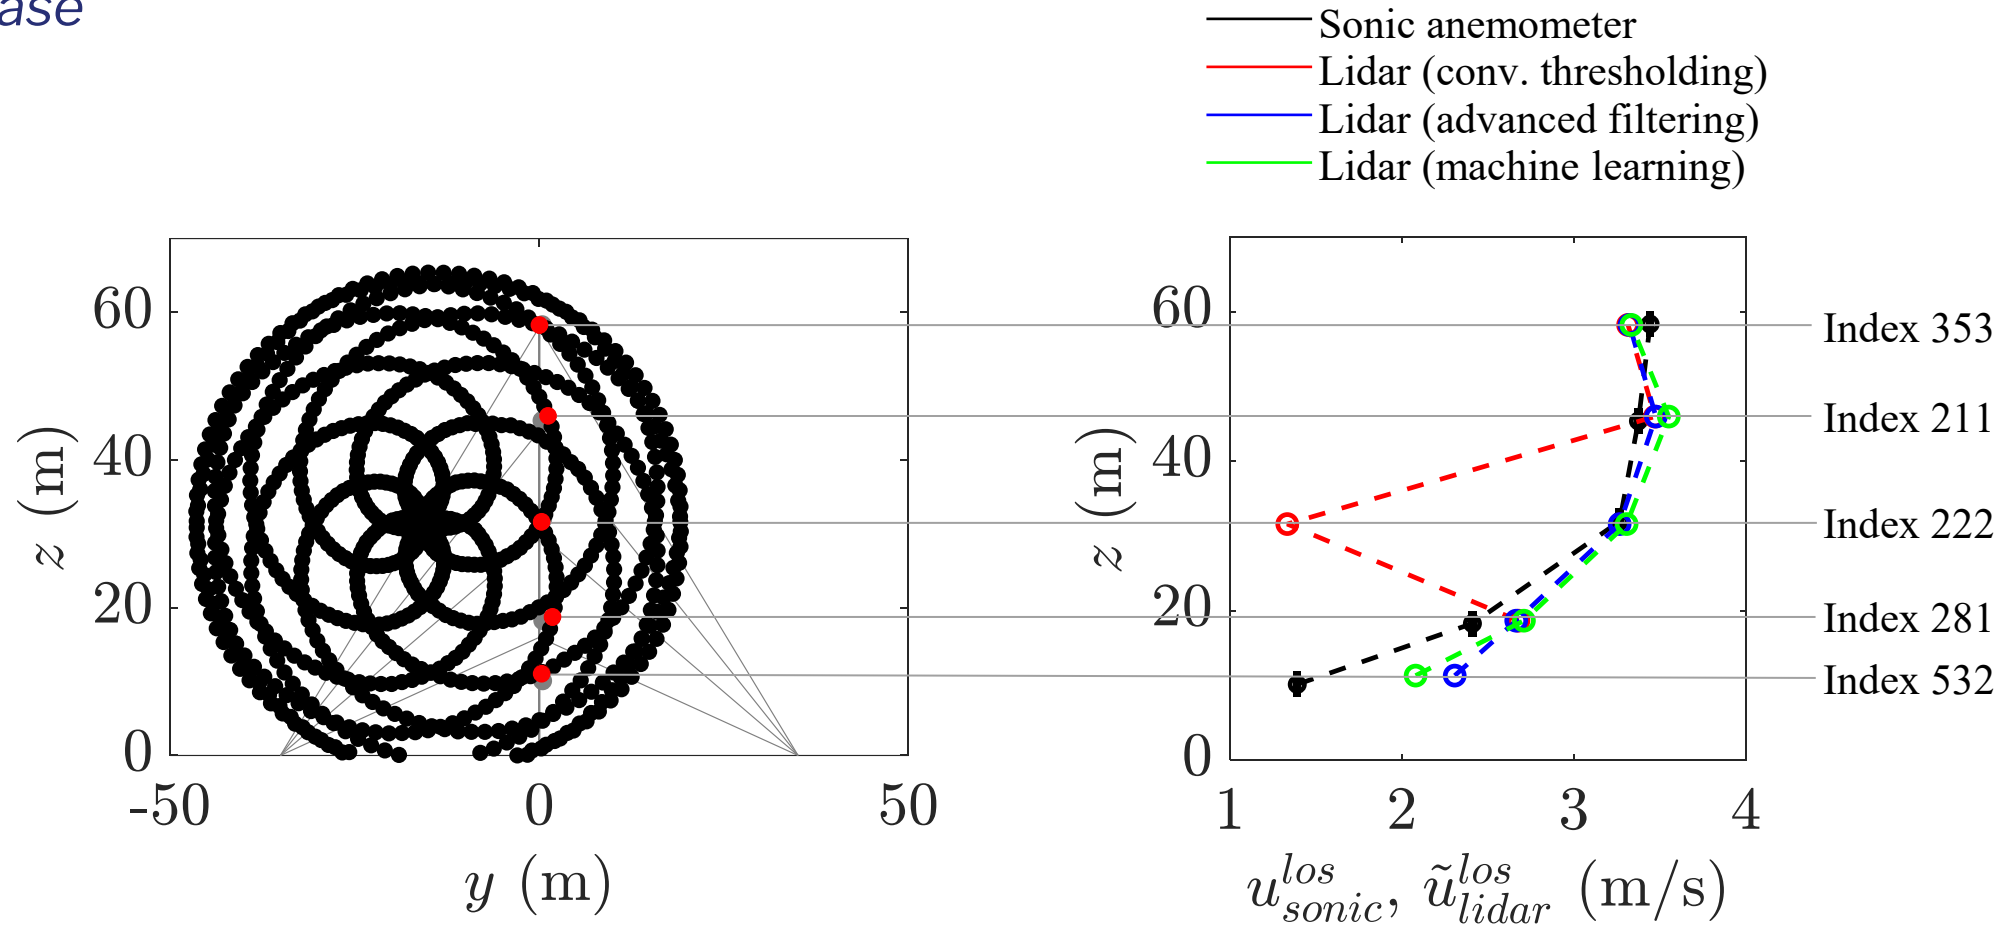 ase
Sonic anemometer
Lidar (conv. thresholding)
Lidar (advanced filtering)
Lidar (machine learning)
60
40
20
0
z (m)
-50 0 50
y (m)
60
40
20
0
z (m)
1 2 3 4
u_{sonic}^{los}, ũ_{lidar}^{los} (m/s)
Index 353
Index 211
Index 222
Index 281
Index 532